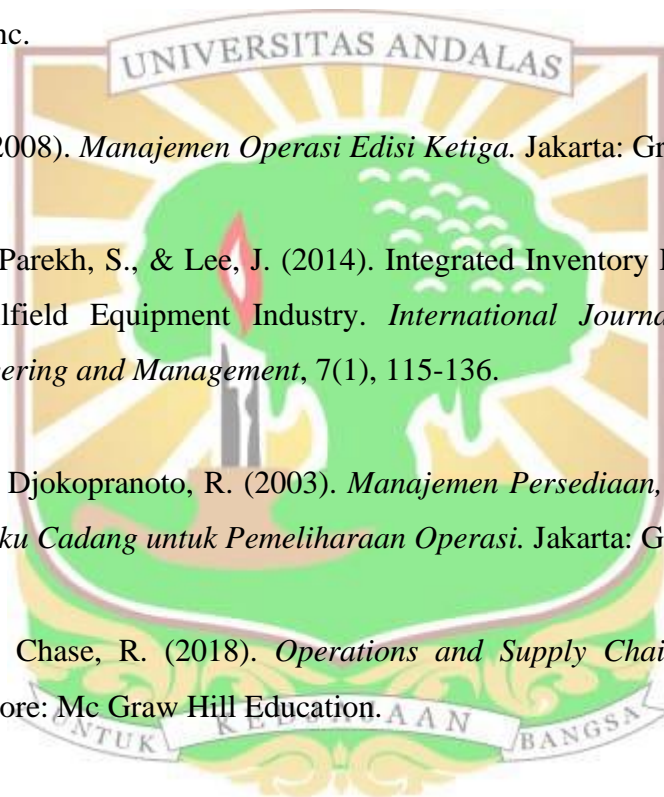 nc.
UNIVERSITAS ANDALAS
2008). Manajemen Operasi Edisi Ketiga. Jakarta: Gr
Parekh, S., & Lee, J. (2014). Integrated Inventory
lfield Equipment Industry. International Journa
ering and Management, 7(1), 115-136.
Djokopranoto, R. (2003). Manajemen Persediaan,
ku Cadang untuk Pemeliharaan Operasi. Jakarta: G
Chase, R. (2018). Operations and Supply Chai
ore: Mc Graw Hill Education.
UNTUK KEDJAJAAN BANGSA